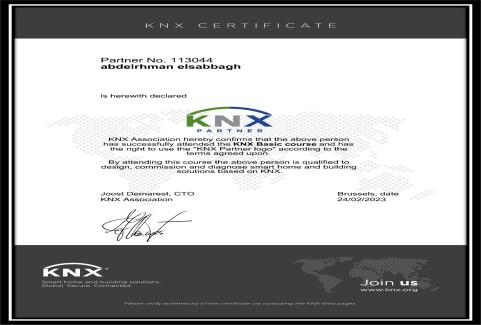 KNX CERTIFICATE
Partner No. 113044
abdelrhman elsabbagh
is herewith declared
KNX
PARTNER
KNX Association hereby confirms that the above person
has successfully attended the KNX Basic course and has
the right to use the "KNX Partner logo" according to the
terms agreed upon.
By attending this course the above person is qualified to
design, commission and diagnose smart home and building
solutions based on KNX.
Joost Demarest, CTO
KNX Association
Brussels, date
24/02/2023
KNX
Smart home and building solutions
Global. Secure. Connected.
Join us
www.knx.org
Please verify authenticity of this certificate via consulting the KNX Web pages.